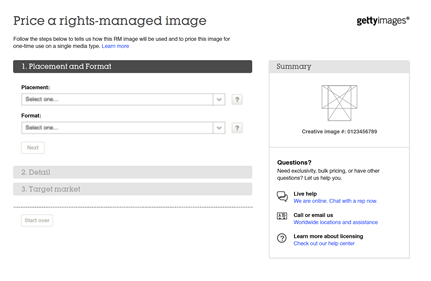 Price a rights-managed image
gettyimages®
Follow the steps below to tells us how this RM image will be used and to price this image for
one-time use on a single media type. Learn more
1. Placement and Format
Placement:
Select one...
?
Format:
Select one...
?
Next
2. Detail
3. Target market
Start over
Summary
Creative image #: 0123456789
Questions?
Need exclusivity, bulk pricing, or have other
questions? Let us help you.
Live help
We are online. Chat with a rep now.
Call or email us
Worldwide locations and assistance
?
Learn more about licensing
Check out our help center